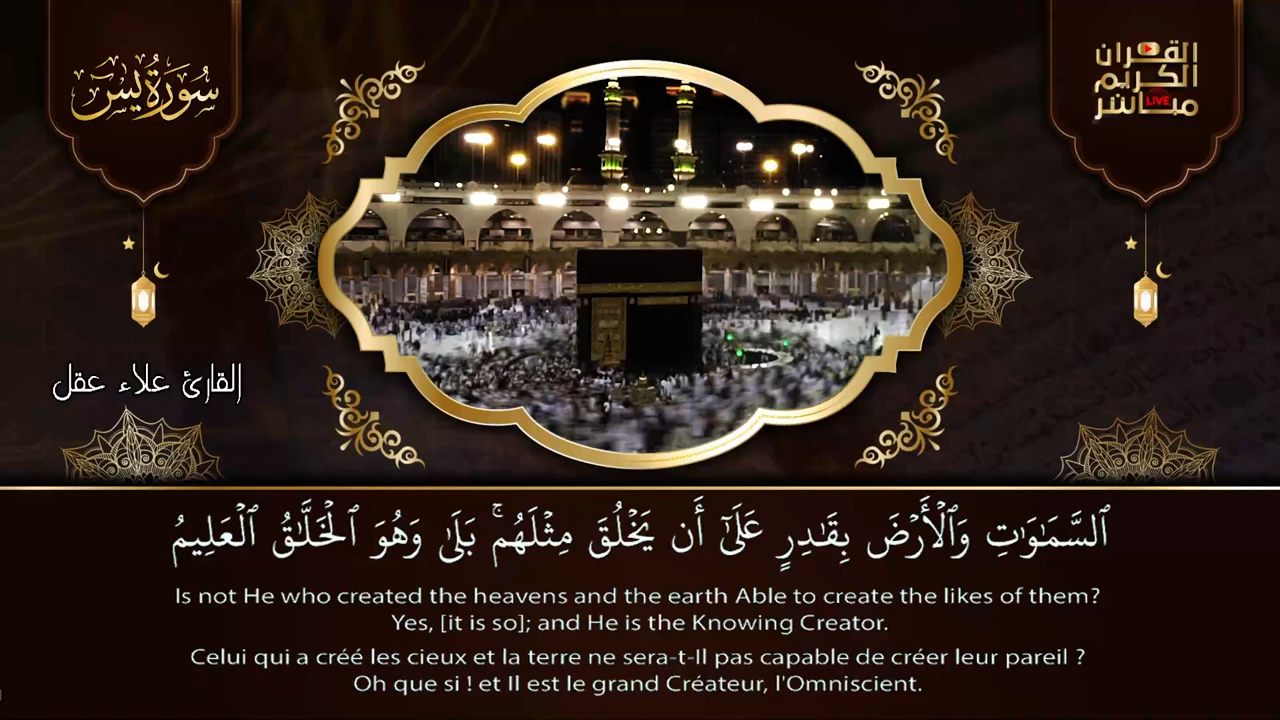 سُورَةُ يس
القرآن
الكريم
مباشر
LIVE
القارئ علاء عقل
ٱلسَّمَٰوَٰتِ وَٱلْأَرْضَ بِقَٰدِرٍ عَلَىٰٓ أَن يَخْلُقَ مِثْلَهُم ۚ بَلَىٰ وَهُوَ ٱلْخَلَّٰقُ ٱلْعَلِيمُ
Is not He who created the heavens and the earth Able to create the likes of them?
Yes, [it is so]; and He is the Knowing Creator.
Celui qui a créé les cieux et la terre ne sera-t-Il pas capable de créer leur pareil ?
Oh que si ! et Il est le grand Créateur, l'Omniscient.